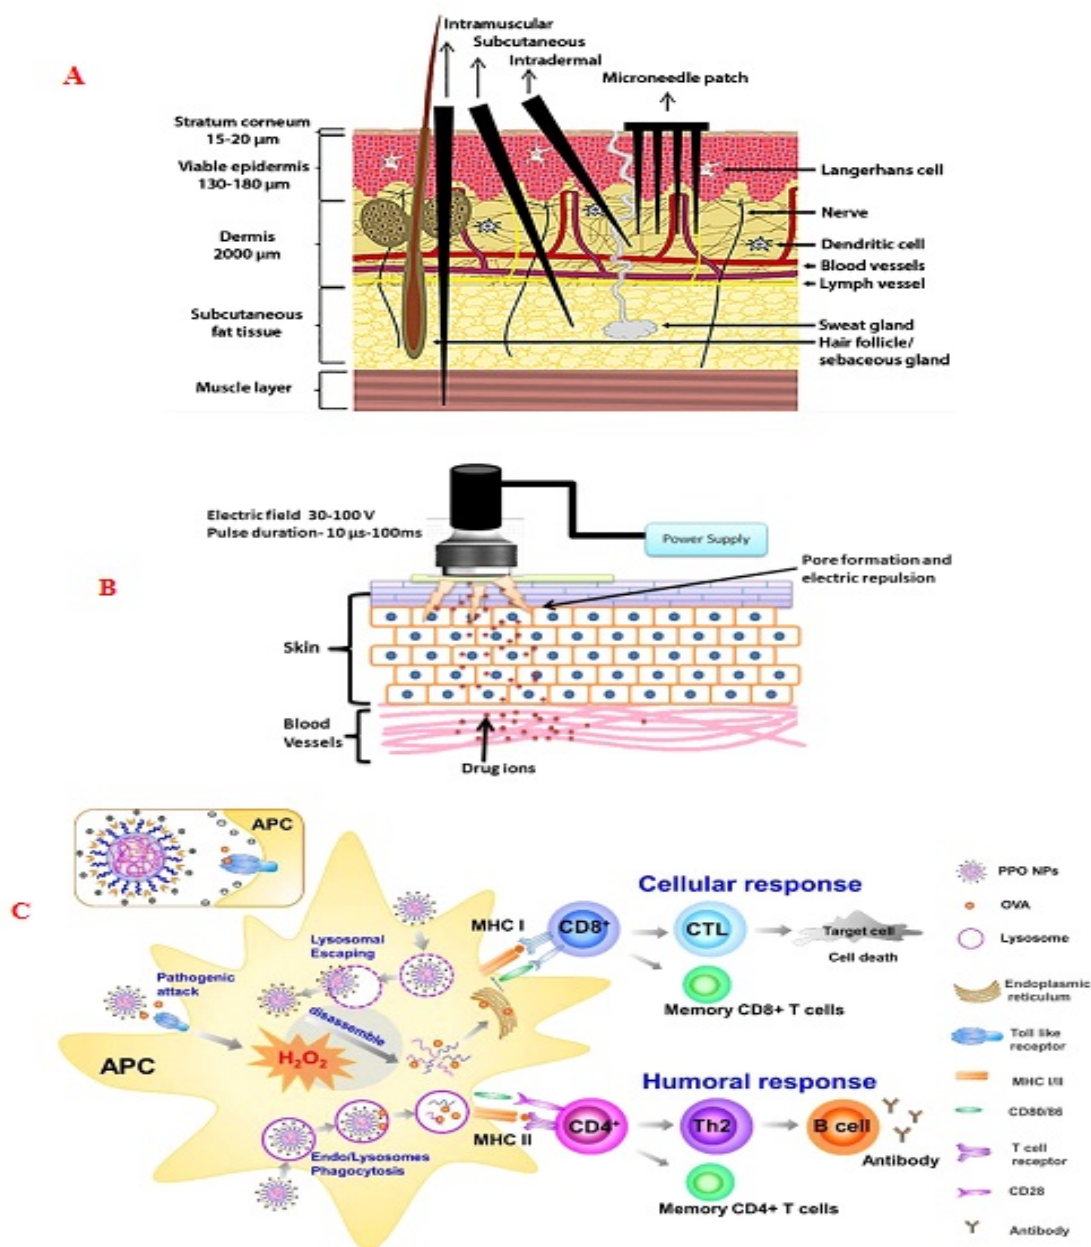 A
Intramuscular
Subcutaneous
Intradermal
Microneedle patch
Stratum corneum
15-20 µm
Viable epidermis
130-180 µm
Dermis
2000 µm
Subcutaneous
fat tissue
Muscle layer
Langerhans cell
Nerve
Dendritic cell
Blood vessels
Lymph vessel
Sweat gland
Hair follicle/
sebaceous gland
B
Electric field 30-100 V
Pulse duration- 10 µs-100ms
Power Supply
Pore formation and
electric repulsion
Skin
Blood
Vessels
Drug ions
C
APC
Pathogenic
attack
APC
Lysosomal
Escaping
disassemble
H₂O₂
Endo/Lysosomes
Phagocytosis
MHC I
MHC II
Cellular response
CD8⁺
CTL
Target cell
Cell death
Memory CD8+ T cells
Humoral response
CD4⁺
Th2
B cell
Antibody
Memory CD4+ T cells
PPO NPs
OVA
Lysosome
Endoplasmic
reticulum
Toll like
receptor
MHC I/II
CD80/86
T cell
receptor
CD28
Antibody